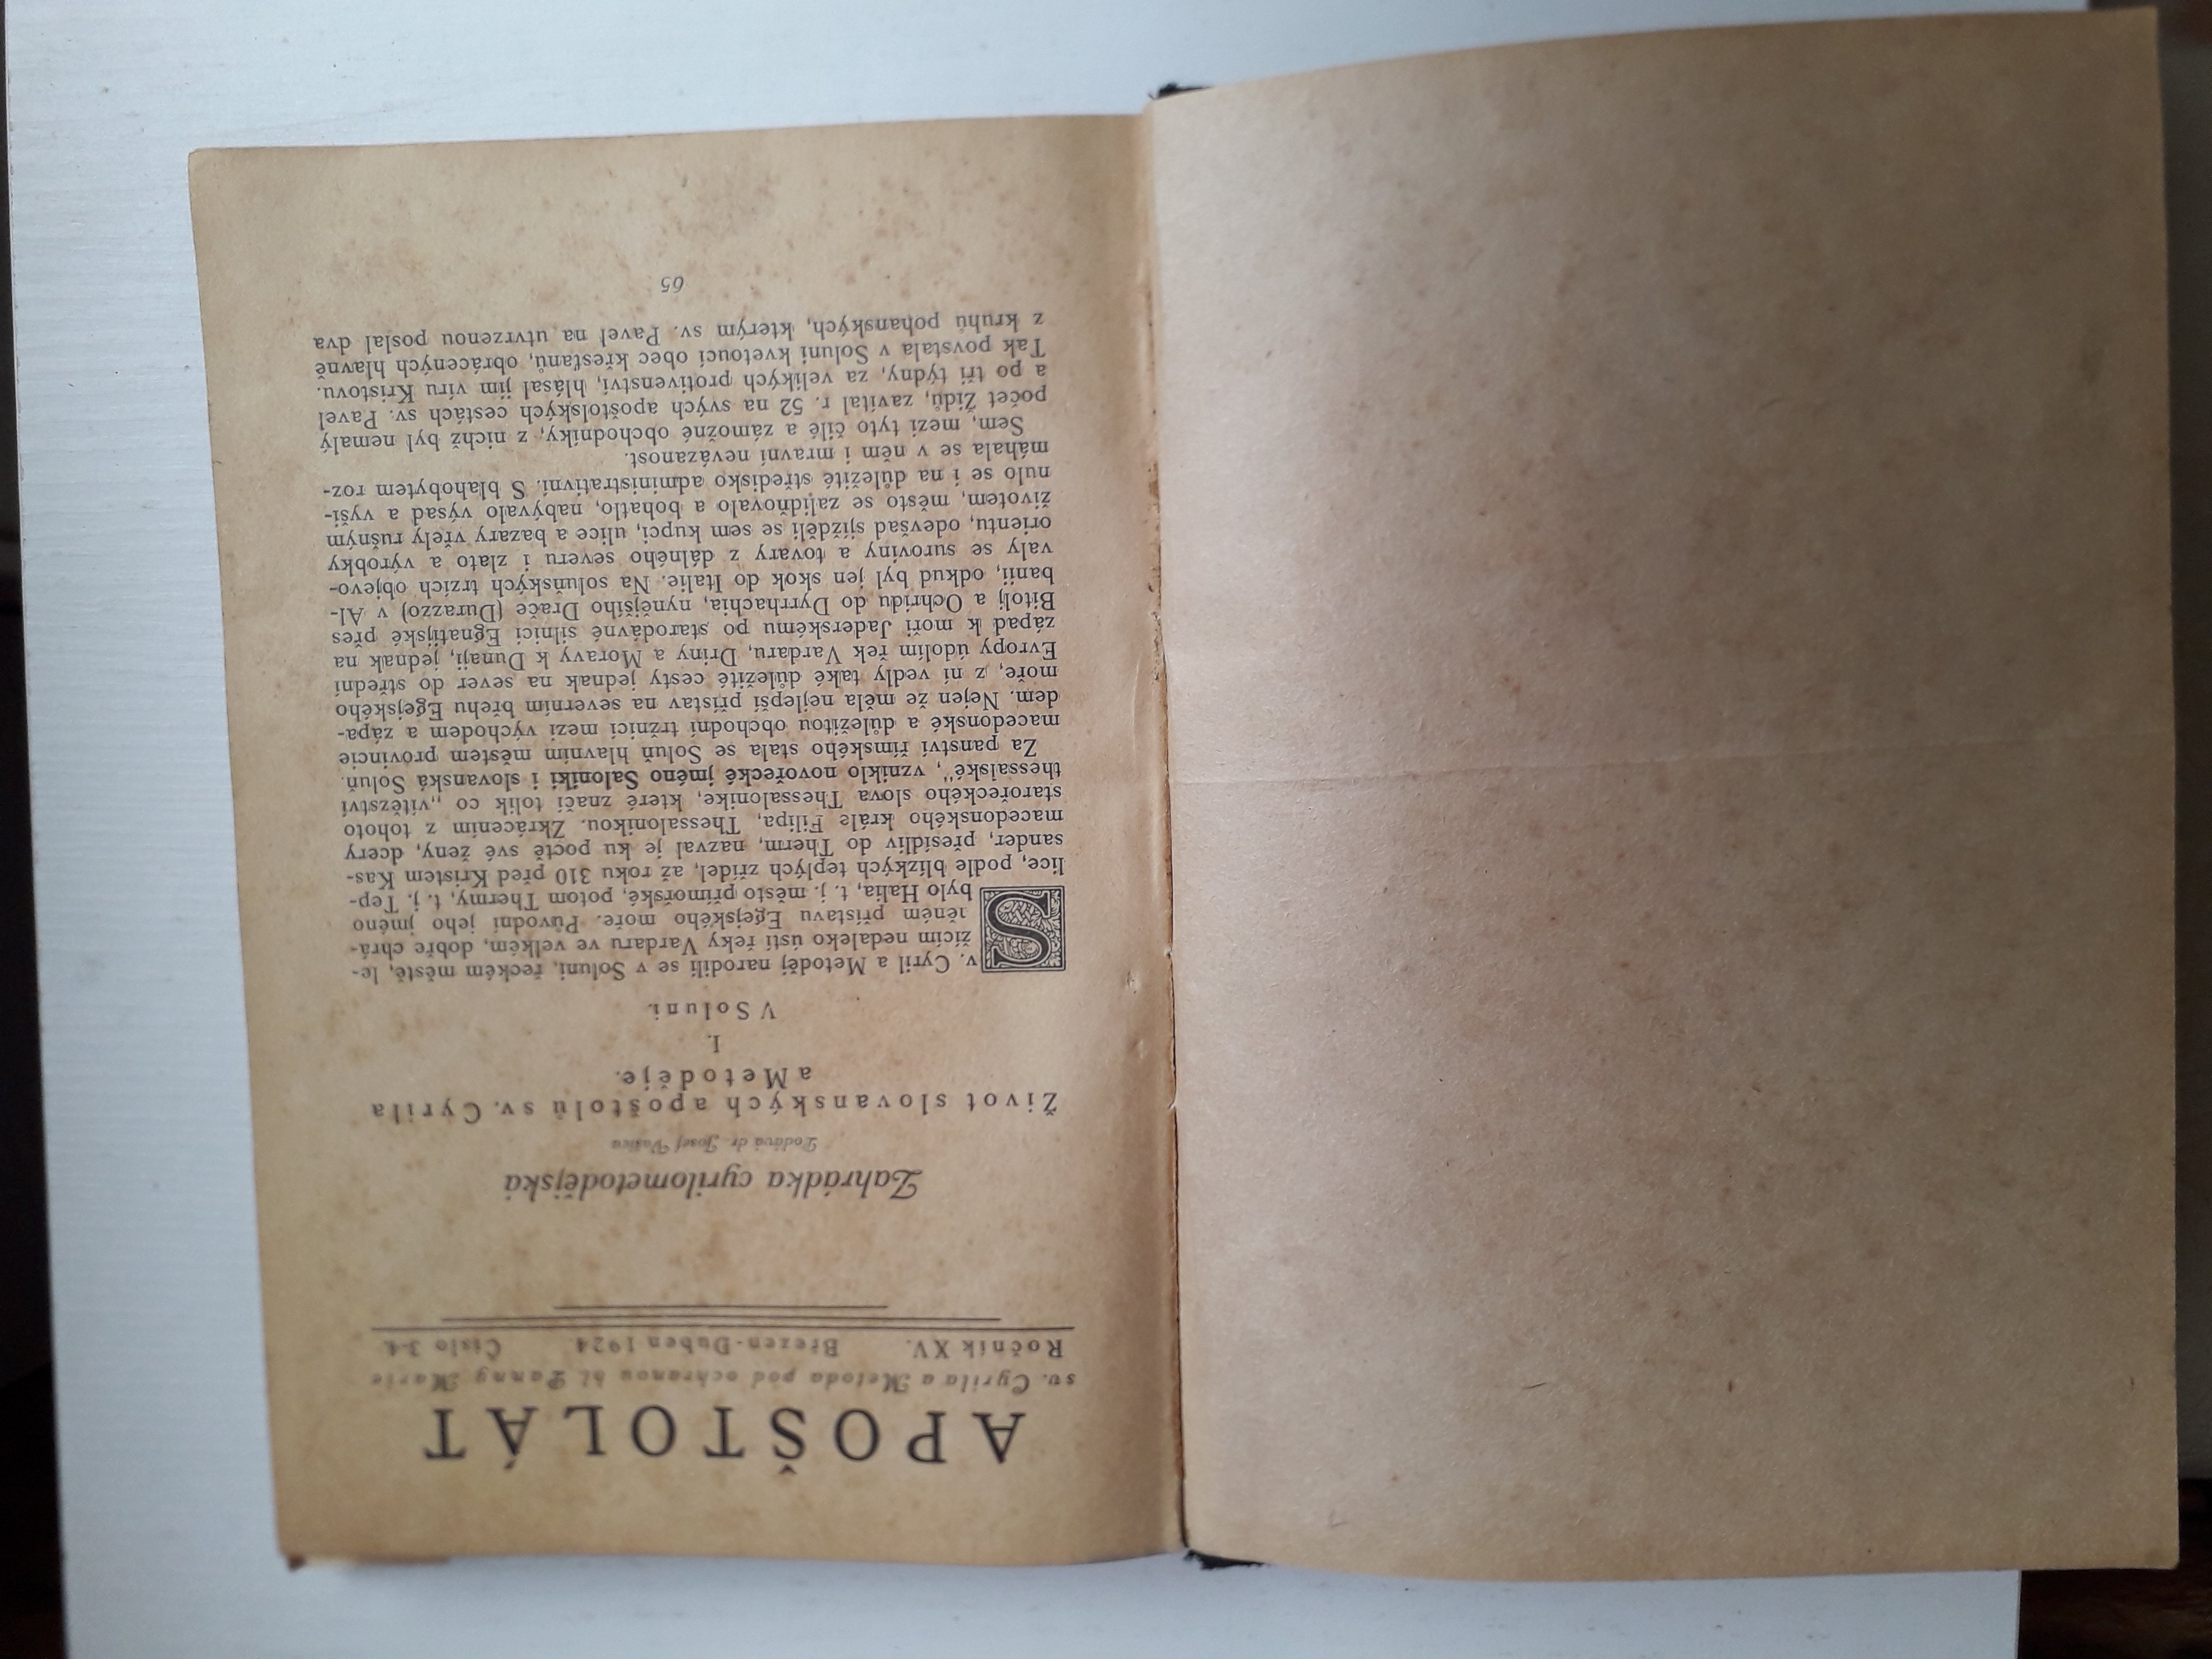 APOŠTOLÁT
sv. Cyrila a Metoda pod ochranou bl. Panny Marie
Ročník XV. Březen-Duben 1924. Číslo 3-4.
Zahrádka cyrilometodějská
Podává dr. Josef Vašica
Život slovanských apoštolů sv. Cyrila
a Metoděje.
I.
V Soluni.
Sv. Cyril a Metoděj narodili se v Soluni, řeckém městě, le-
žícím nedaleko ústí řeky Vardaru ve velkém, dobře chrá-
něném přístavu Egejského moře. Původní jeho jméno
bylo Halia, t. j. město přímořské, potom Thermy, t. j. Tep-
lice, podle blízkých teplých zřídel, až roku 310 před Kristem Kas-
sander, přesídliv do Therm, nazval je ku poctě své ženy, dcery
macedonského krále Filipa, Thessalonikou. Zkrácením z tohoto
starořeckého slova Thessalonike, které značí tolik co „vítězství
thessalské", vzniklo novořecké jméno Saloniki i slovanská Soluň.
Za panství římského stala se Soluň hlavním městem provincie
macedonské a důležitou obchodní tržnicí mezi východem a západ-
dem. Nejen že měla nejlepší přístav na severním břehu Egejského
moře, z ní vedly také důležité cesty jednak na sever do střední
Evropy údolím řek Vardaru, Driny a Moravy k Dunaji, jednak na
západ k moři Jaderskému po starodávné silnici Egnatijské přes
Bitolj a Ochridu do Dyrrhachia, nynějšího Drače (Durazzo) v Al-
banii, odkud byl jen skok do Italie. Na soluňských trzích objevo-
valy se suroviny a tovary z dálného severu i zlato a výrobky
orientu, odevšad sjížděli se sem kupci, ulice a bazary vřely rušným
životem, město se zalidňovalo a bohatlo, nabývalo výsad a vyši-
nulo se i na důležité středisko administrativní. S blahobytem roz-
máhala se v něm i mravní nevázanost.
Sem, mezi tyto čilé a zámožné obchodníky, z nichž byl nemalý
počet Židů, zavítal r. 52 na svých apoštolských cestách sv. Pavel
a po tři týdny, za velikých protivenství, hlásal jim víru Kristovu.
Tak povstala v Soluni kvetoucí obec křesťanů, obrácených hlavně
z kruhů pohanských, kterým sv. Pavel na utvrzenou poslal dva
65